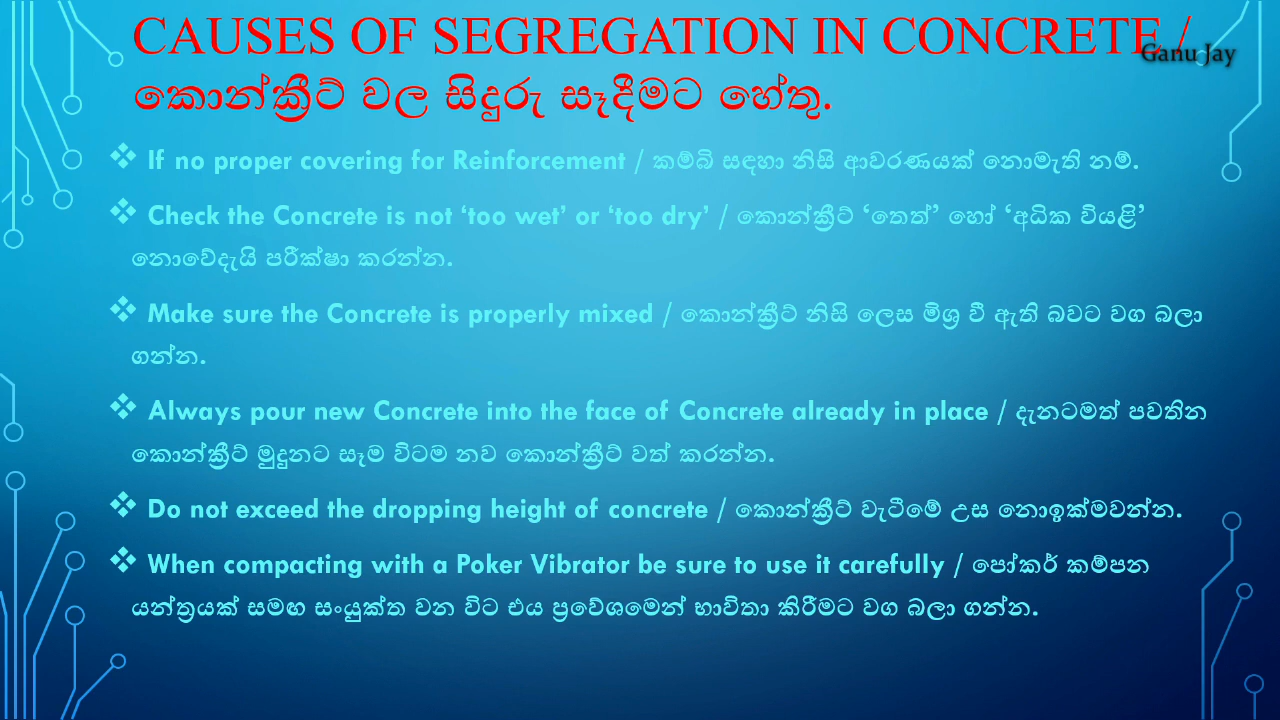 CAUSES OF SEGREGATION IN CONCRETE /
Ganu Jay
කොන්ක්‍රීට් වල සිදුරු සෑදීමට හේතු.
❖ If no proper covering for Reinforcement / කම්බි සඳහා නිසි ආවරණයක් නොමැති නම්.
❖ Check the Concrete is not ‘too wet’ or ‘too dry’ / කොන්ක්‍රීට් ‘තෙත්’ හෝ ‘අධික වියළි’
නොවේදැයි පරීක්ෂා කරන්න.
❖ Make sure the Concrete is properly mixed / කොන්ක්‍රීට් නිසි ලෙස මිශ්‍ර වී ඇති බවට වග බලා
ගන්න.
❖ Always pour new Concrete into the face of Concrete already in place / දැනටමත් පවතින
කොන්ක්‍රීට් මුදුනට සෑම විටම නව කොන්ක්‍රීට් වත් කරන්න.
❖ Do not exceed the dropping height of concrete / කොන්ක්‍රීට් වැටීමේ උස නොඉක්මවන්න.
❖ When compacting with a Poker Vibrator be sure to use it carefully / පෝකර් කම්පන
යන්ත්‍රයක් සමඟ සංයුක්ත වන විට එය ප්‍රවේශමෙන් භාවිතා කිරීමට වග බලා ගන්න.